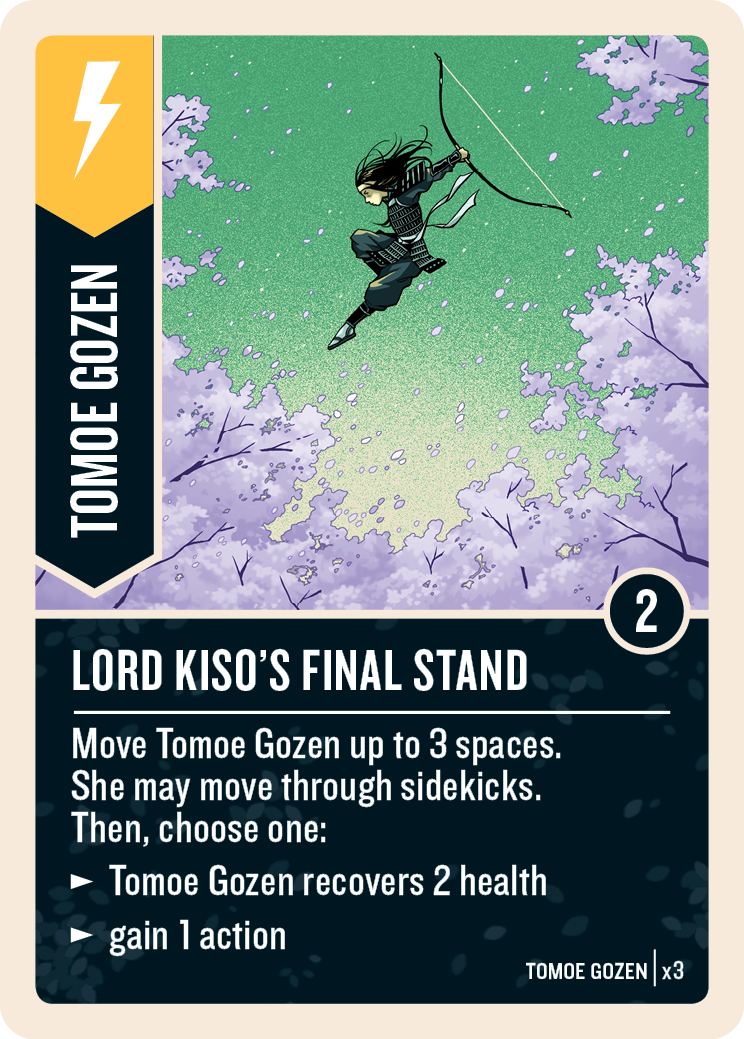 TOMOE GOZEN
2
LORD KISO'S FINAL STAND
Move Tomoe Gozen up to 3 spaces.
She may move through sidekicks.
Then, choose one:
► Tomoe Gozen recovers 2 health
► gain 1 action
TOMOE GOZEN | x3